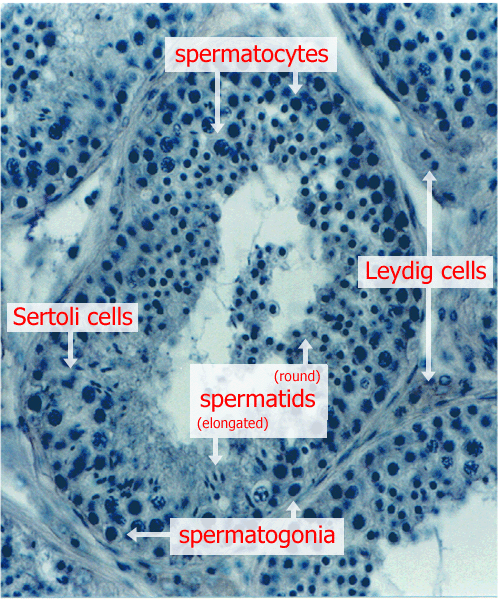 spermatocytes
Leydig cells
Sertoli cells
(round)
spermatids
(elongated)
spermatogonia